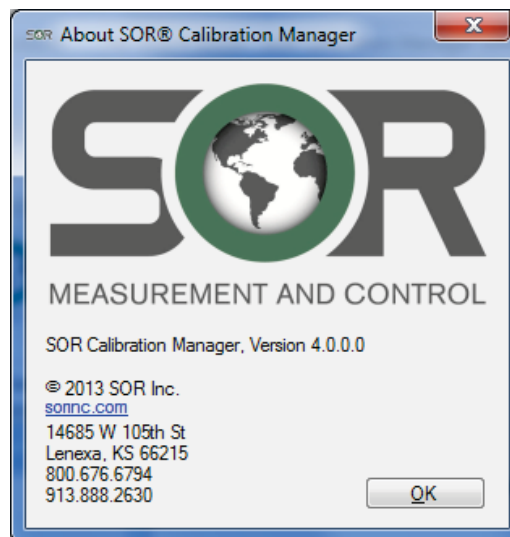 SOR About SOR® Calibration Manager
SOR
MEASUREMENT AND CONTROL
SOR Calibration Manager, Version 4.0.0.0
© 2013 SOR Inc.
sorinc.com
14685 W 105th St
Lenexa, KS 66215
800.676.6794
913.888.2630
OK